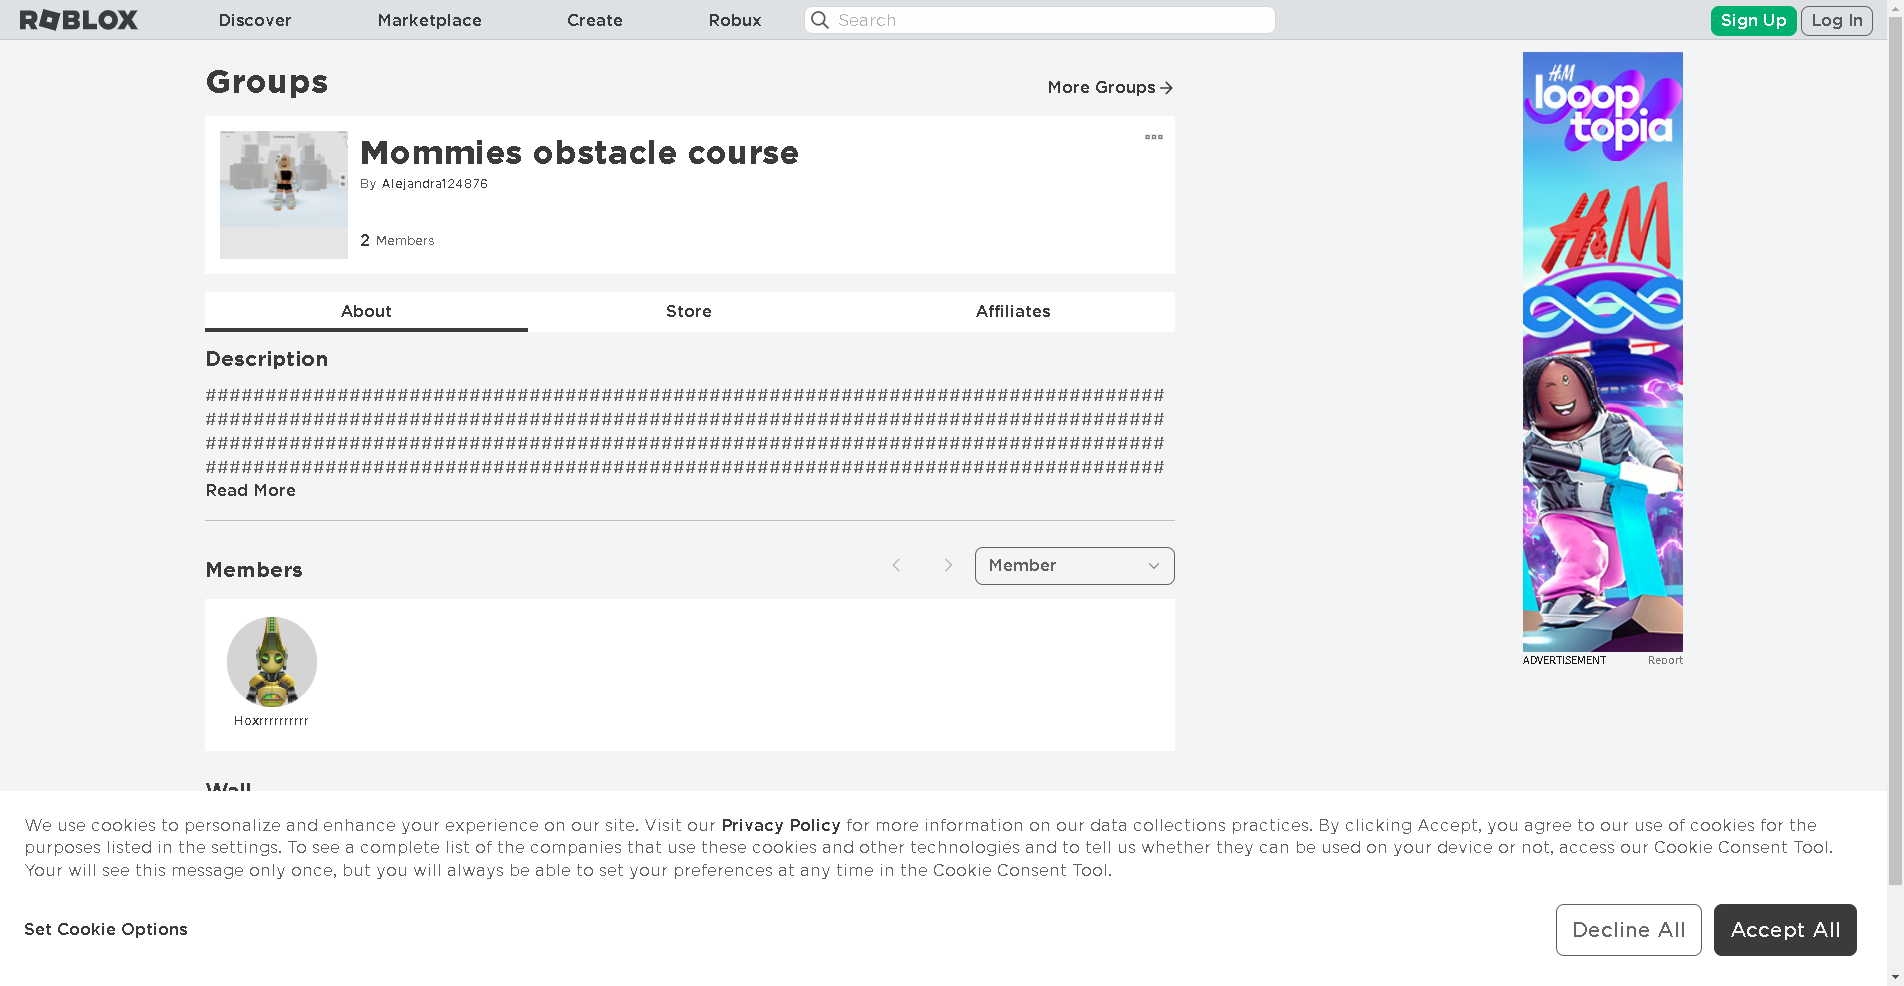 ROBLOX
Discover
Marketplace
Create
Robux
Search
Sign Up
Log In
Groups
More Groups
Mommies obstacle course
By Alejandra124876
2 Members
About
Store
Affiliates
Description
################################################################################
################################################################################
################################################################################
################################################################################
Read More
Members
Member
Hoxrrrrrrrrrr
Wall
H&M
looop
topia
H&M
ADVERTISEMENT
Report
We use cookies to personalize and enhance your experience on our site. Visit our Privacy Policy for more information on our data collections practices. By clicking Accept, you agree to our use of cookies for the
purposes listed in the settings. To see a complete list of the companies that use these cookies and other technologies and to tell us whether they can be used on your device or not, access our Cookie Consent Tool.
Your will see this message only once, but you will always be able to set your preferences at any time in the Cookie Consent Tool.
Set Cookie Options
Decline All
Accept All